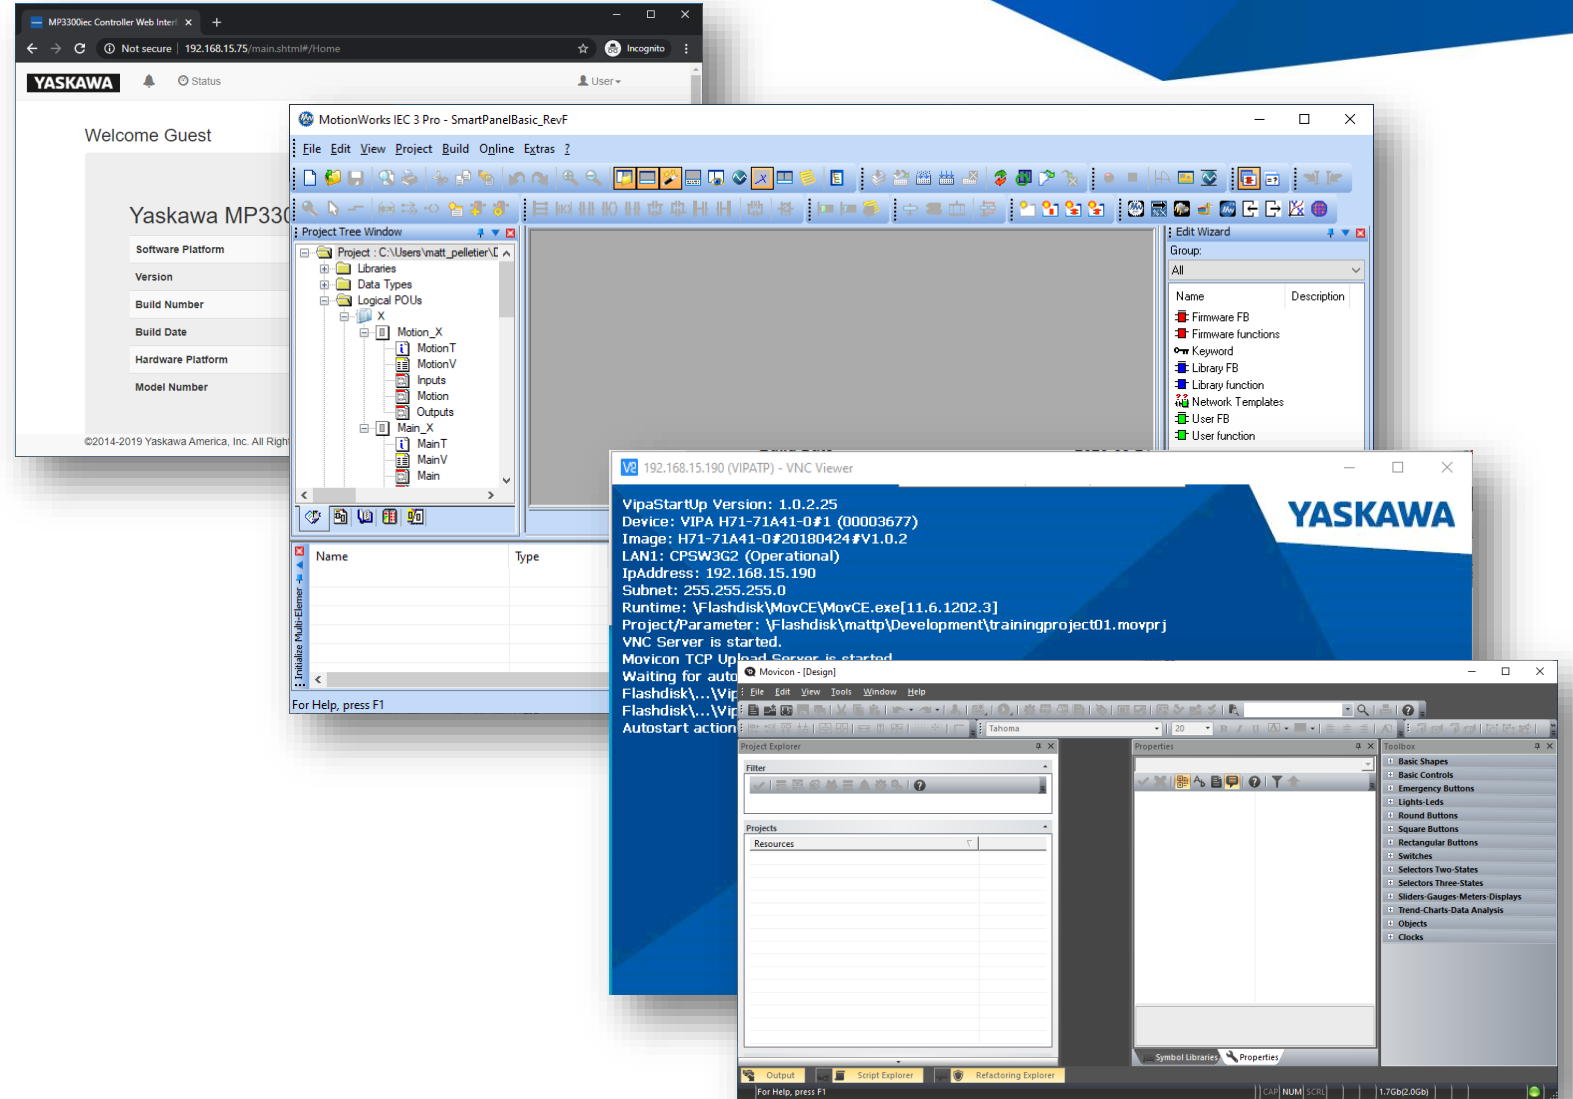 MP3300iec Controller Web Inter
Not secure | 192.168.15.75/main.shtml#/Home
Incognito
YASKAWA
Status
User
Welcome Guest
Yaskawa MP330
Software Platform
Version
Build Number
Build Date
Hardware Platform
Model Number
©2014-2019 Yaskawa America, Inc. All Right
MotionWorks IEC 3 Pro - SmartPanelBasic_RevF
File Edit View Project Build Online Extras ?
Project Tree Window
Project : C:\Users\matt_pelletier\D
Libraries
Data Types
Logical POUs
X
Motion_X
MotionT
MotionV
Inputs
Motion
Outputs
Main_X
MainT
MainV
Main
Edit Wizard
Group:
All
Name Description
Firmware FB
Firmware functions
Keyword
Library FB
Library function
Network Templates
User FB
User function
Name Type
Initialize Multi-Elemer
For Help, press F1
V2 192.168.15.190 (VIPATP) - VNC Viewer
YASKAWA
VipaStartUp Version: 1.0.2.25
Device: VIPA H71-71A41-0#1 (00003677)
Image: H71-71A41-0#20180424#V1.0.2
LAN1: CPSW3G2 (Operational)
IpAddress: 192.168.15.190
Subnet: 255.255.255.0
Runtime: \Flashdisk\MovCE\MovCE.exe[11.6.1202.3]
Project/Parameter: \Flashdisk\mattp\Development\trainingproject01.movprj
VNC Server is started.
Movicon TCP Upload Server is started
Waiting for auto
Flashdisk\...\Vip
Flashdisk\...\Vip
Autostart action
Movicon - [Design]
File Edit View Tools Window Help
Tahoma 20
Project Explorer
Filter
Projects
Resources
Properties
Symbol Libraries Properties
Toolbox
Basic Shapes
Basic Controls
Emergency Buttons
Lights-Leds
Round Buttons
Square Buttons
Rectangular Buttons
Switches
Selectors Two-States
Selectors Three-States
Sliders-Gauges-Meters-Displays
Trend-Charts-Data Analysis
Objects
Clocks
Output Script Explorer Refactoring Explorer
For Help, press F1
CAP NUM SCRL 1.7Gb(2.0Gb)